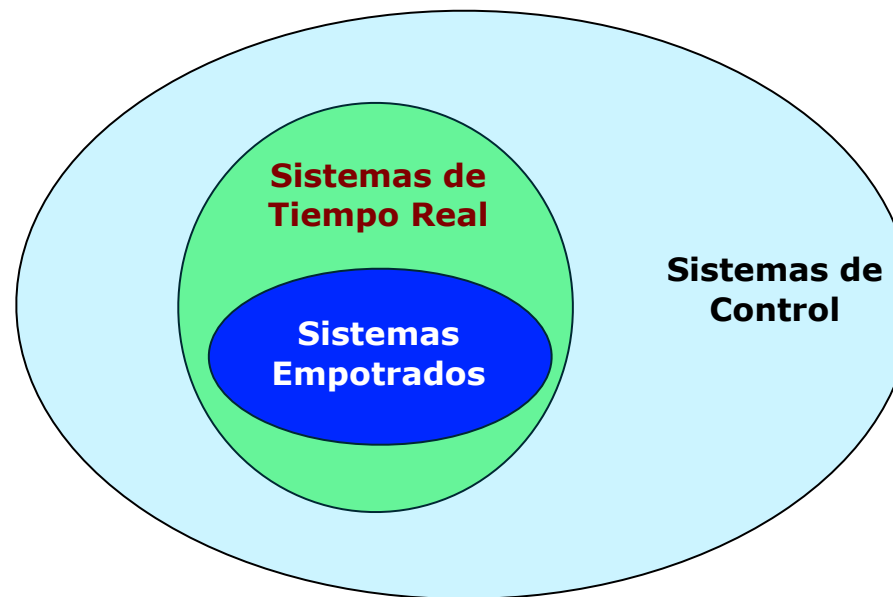 Sistemas de
Tiempo Real
Sistemas de
Control
Sistemas
Empotrados